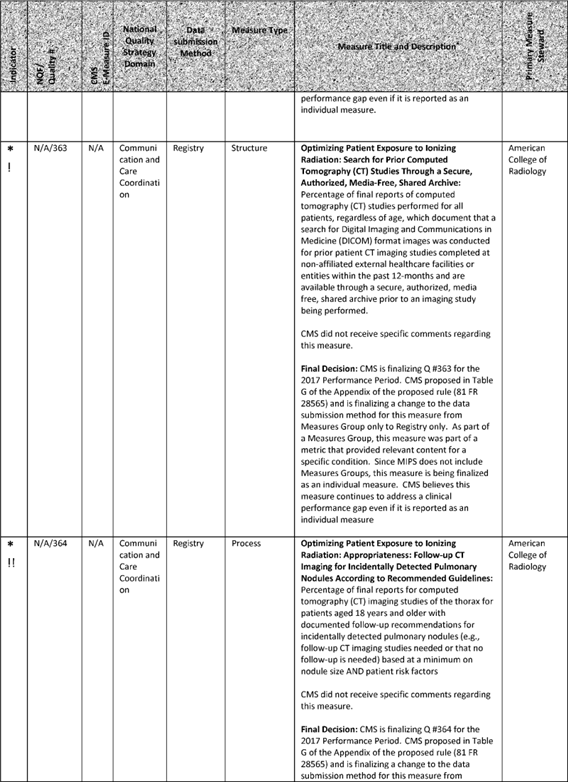 Indicator
NQF/
Quality #
CMS
E-Measure ID
National
Quality
Strategy
Domain
Data
submission
Method
Measure Type
Measure Title and Description
Primary Measure
Steward
performance gap even if it is reported as an
individual measure.
*
!
N/A/363
N/A
Communi
cation and
Care
Coordinati
on
Registry
Structure
Optimizing Patient Exposure to Ionizing
Radiation: Search for Prior Computed
Tomography (CT) Studies Through a Secure,
Authorized, Media-Free, Shared Archive:
Percentage of final reports of computed
tomography (CT) studies performed for all
patients, regardless of age, which document that a
search for Digital Imaging and Communications in
Medicine (DICOM) format images was conducted
for prior patient CT imaging studies completed at
non-affiliated external healthcare facilities or
entities within the past 12-months and are
available through a secure, authorized, media
free, shared archive prior to an imaging study
being performed.
CMS did not receive specific comments regarding
this measure.
Final Decision: CMS is finalizing Q #363 for the
2017 Performance Period. CMS proposed in Table
G of the Appendix of the proposed rule (81 FR
28565) and is finalizing a change to the data
submission method for this measure from
Measures Group only to Registry only. As part of
a Measures Group, this measure was part of a
metric that provided relevant content for a
specific condition. Since MIPS does not include
Measures Groups, this measure is being finalized
as an individual measure. CMS believes this
measure continues to address a clinical
performance gap even if it is reported as an
individual measure
American
College of
Radiology
*
!!
N/A/364
N/A
Communi
cation and
Care
Coordinati
on
Registry
Process
Optimizing Patient Exposure to Ionizing
Radiation: Appropriateness: Follow-up CT
Imaging for Incidentally Detected Pulmonary
Nodules According to Recommended Guidelines:
Percentage of final reports for computed
tomography (CT) imaging studies of the thorax for
patients aged 18 years and older with
documented follow-up recommendations for
incidentally detected pulmonary nodules (e.g.,
follow-up CT imaging studies needed or that no
follow-up is needed) based at a minimum on
nodule size AND patient risk factors
CMS did not receive specific comments regarding
this measure.
Final Decision: CMS is finalizing Q #364 for the
2017 Performance Period. CMS proposed in Table
G of the Appendix of the proposed rule (81 FR
28565) and is finalizing a change to the data
submission method for this measure from
American
College of
Radiology